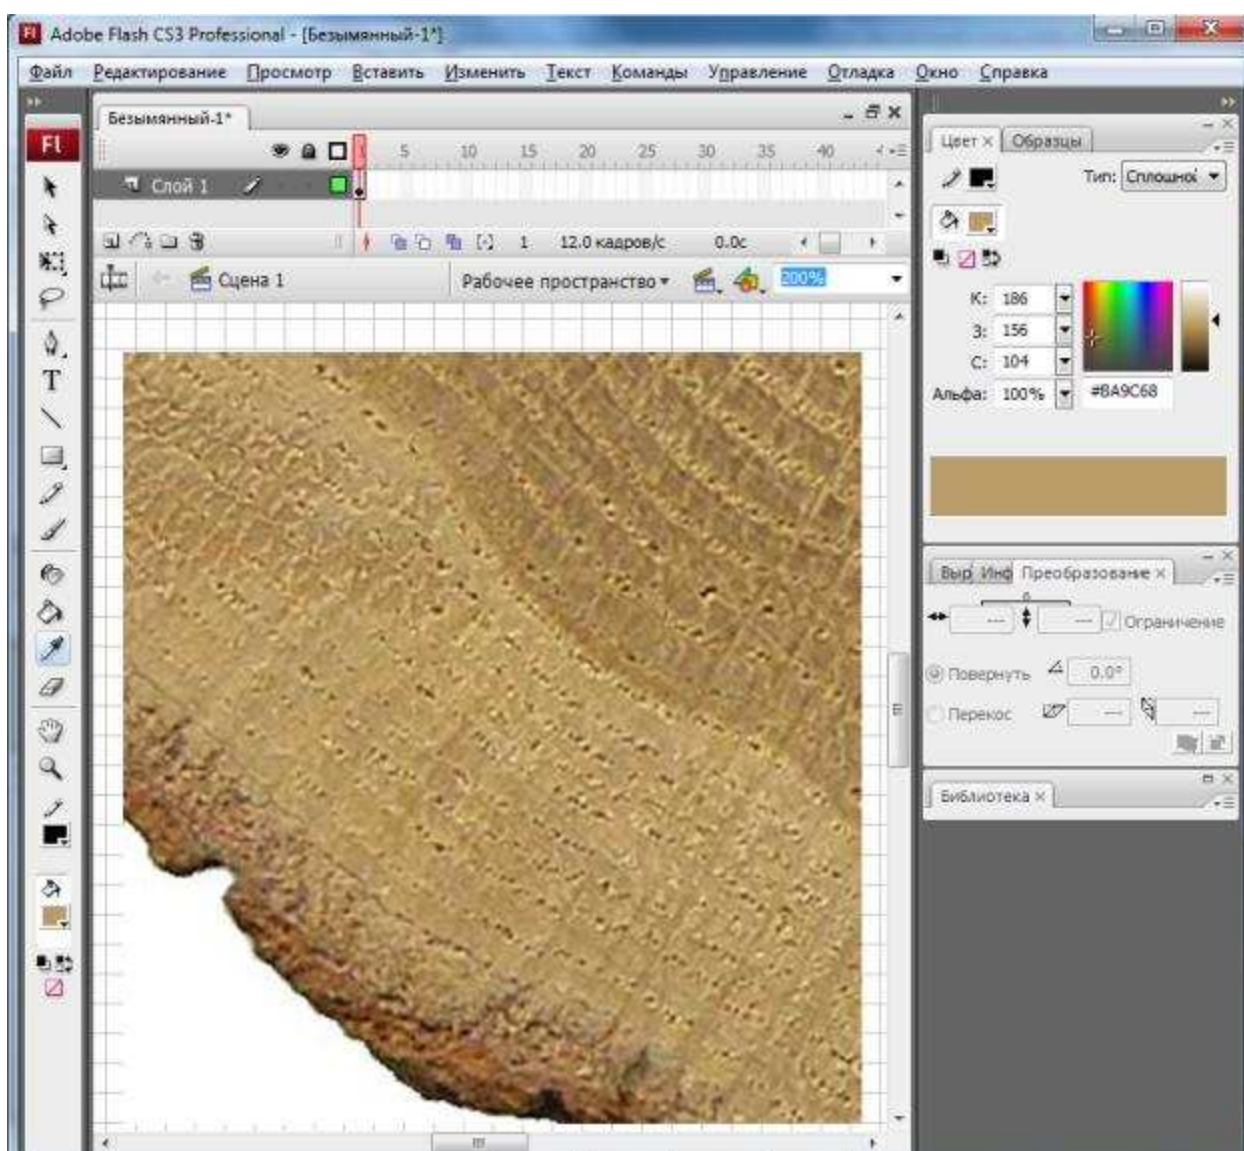 Fl Adobe Flash CS3 Professional - [Безымянный-1*]
Файл Редактирование Просмотр Вставить Изменить Текст Команды Управление Отладка Окно Справка
Безымянный-1*
Fl
5 10 15 20 25 30 35 40
Слой 1
1 12.0 кадров/с 0.0с
Сцена 1 Рабочее пространство 200%
T
Цвет Образцы
Тип: Сплошной
К: 186
З: 156
С: 104
Альфа: 100% #BA9C68
Выр Инф Преобразование
--- --- Ограничение
Повернуть 0.0°
Перекос --- ---
Библиотека